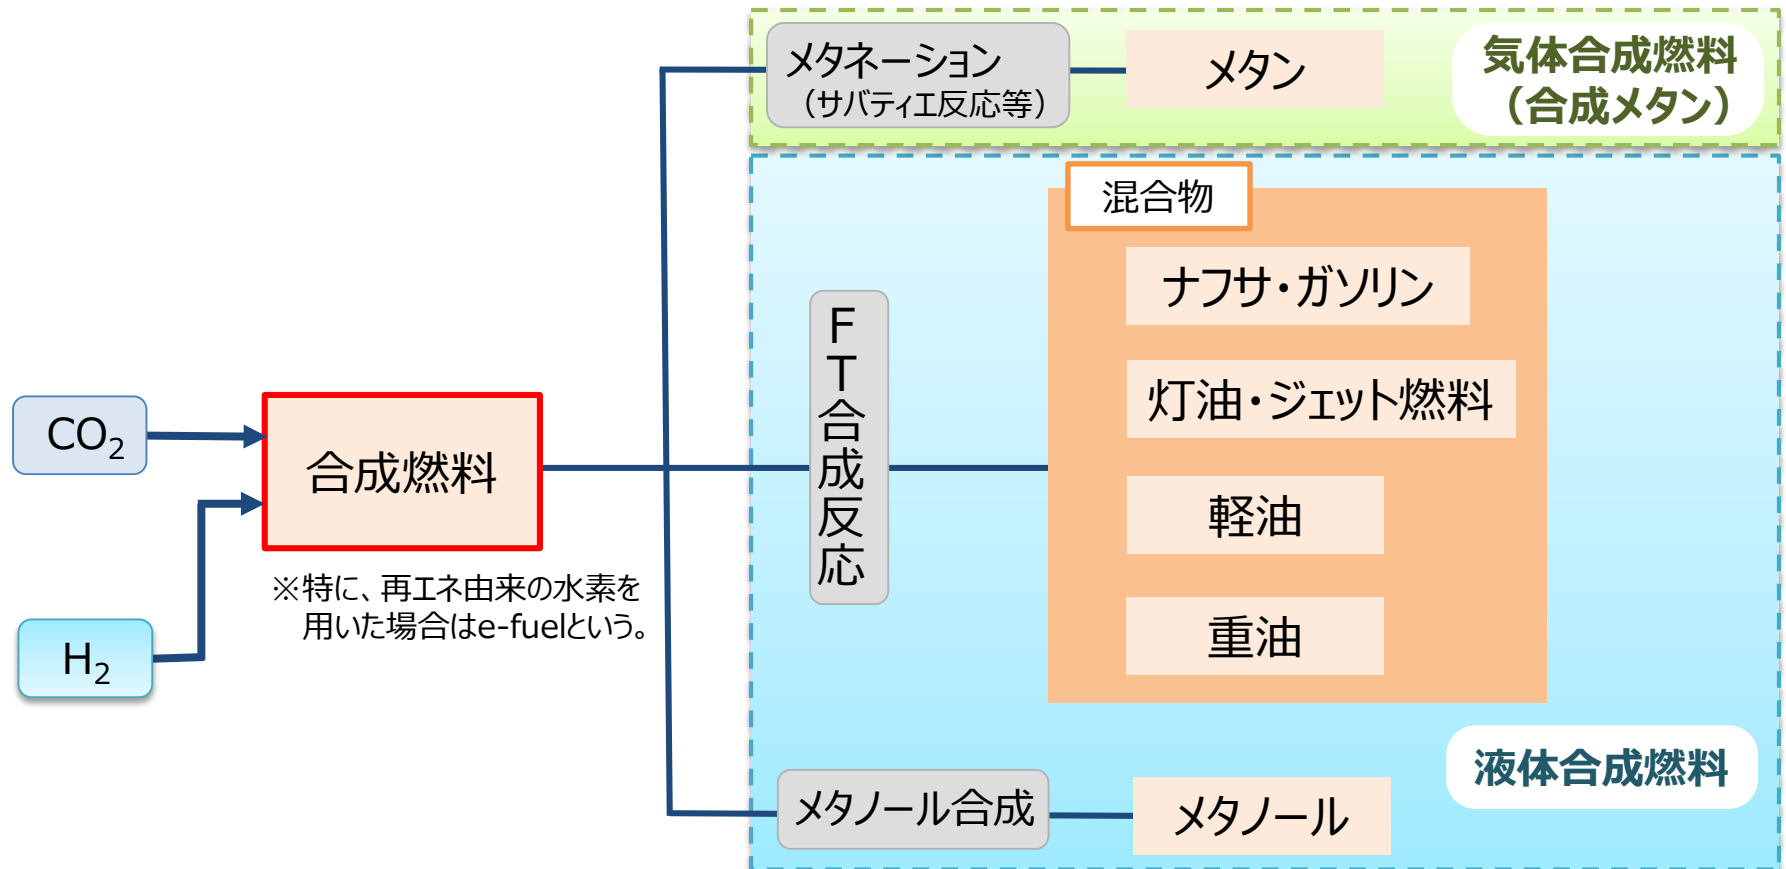 メタネーション
（サバティエ反応等）
メタン
気体合成燃料
（合成メタン）
混合物
ナフサ・ガソリン
灯油・ジェット燃料
軽油
重油
FT合成反応
CO₂
合成燃料
※特に、再エネ由来の水素を
用いた場合はe-fuelという。
H₂
液体合成燃料
メタノール合成
メタノール